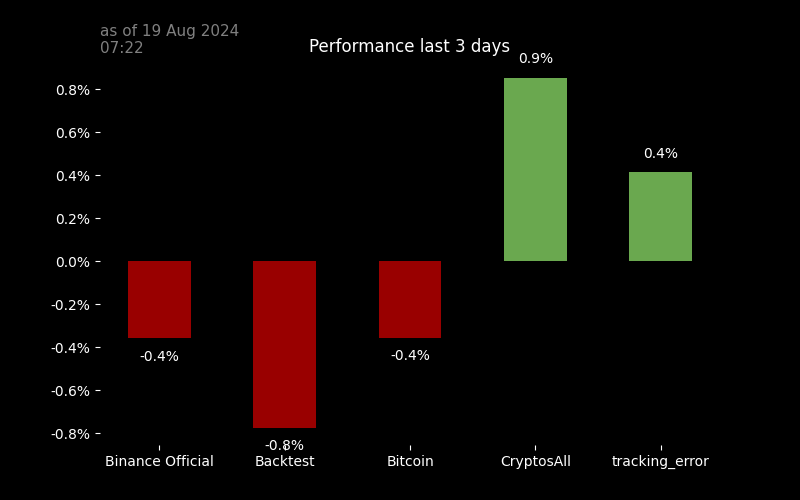 as of 19 Aug 2024
07:22
Performance last 3 days
0.9%
0.8%
0.6%
0.4%
0.4%
0.2%
0.0%
-0.2%
-0.4%
-0.4%
-0.4%
-0.6%
-0.8%
-0.8%
Binance Official
Backtest
Bitcoin
CryptosAll
tracking_error